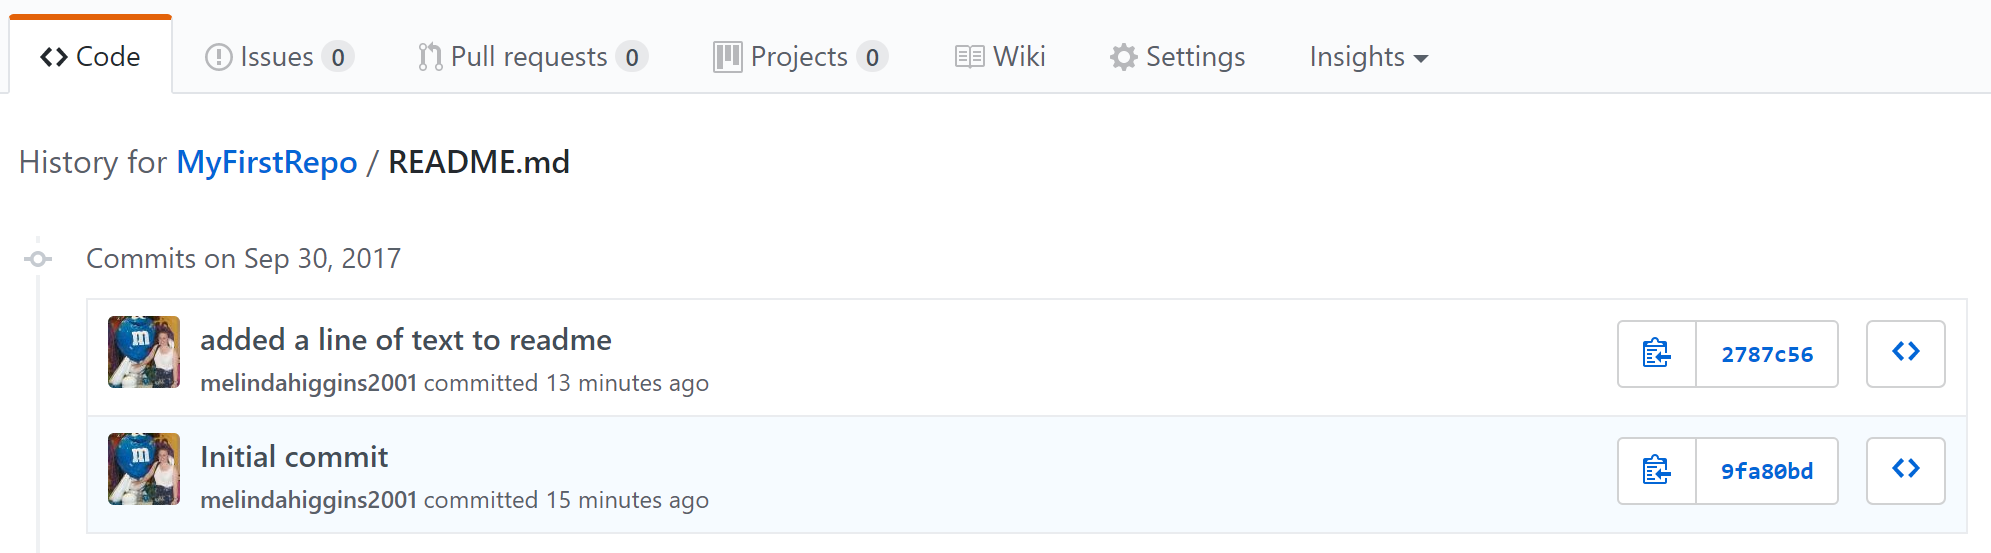 Code Issues 0 Pull requests 0 Projects 0 Wiki Settings Insights
History for MyFirstRepo / README.md
Commits on Sep 30, 2017
m
added a line of text to readme 2787c56
melindahiggins2001 committed 13 minutes ago
m
Initial commit 9fa80bd
melindahiggins2001 committed 15 minutes ago